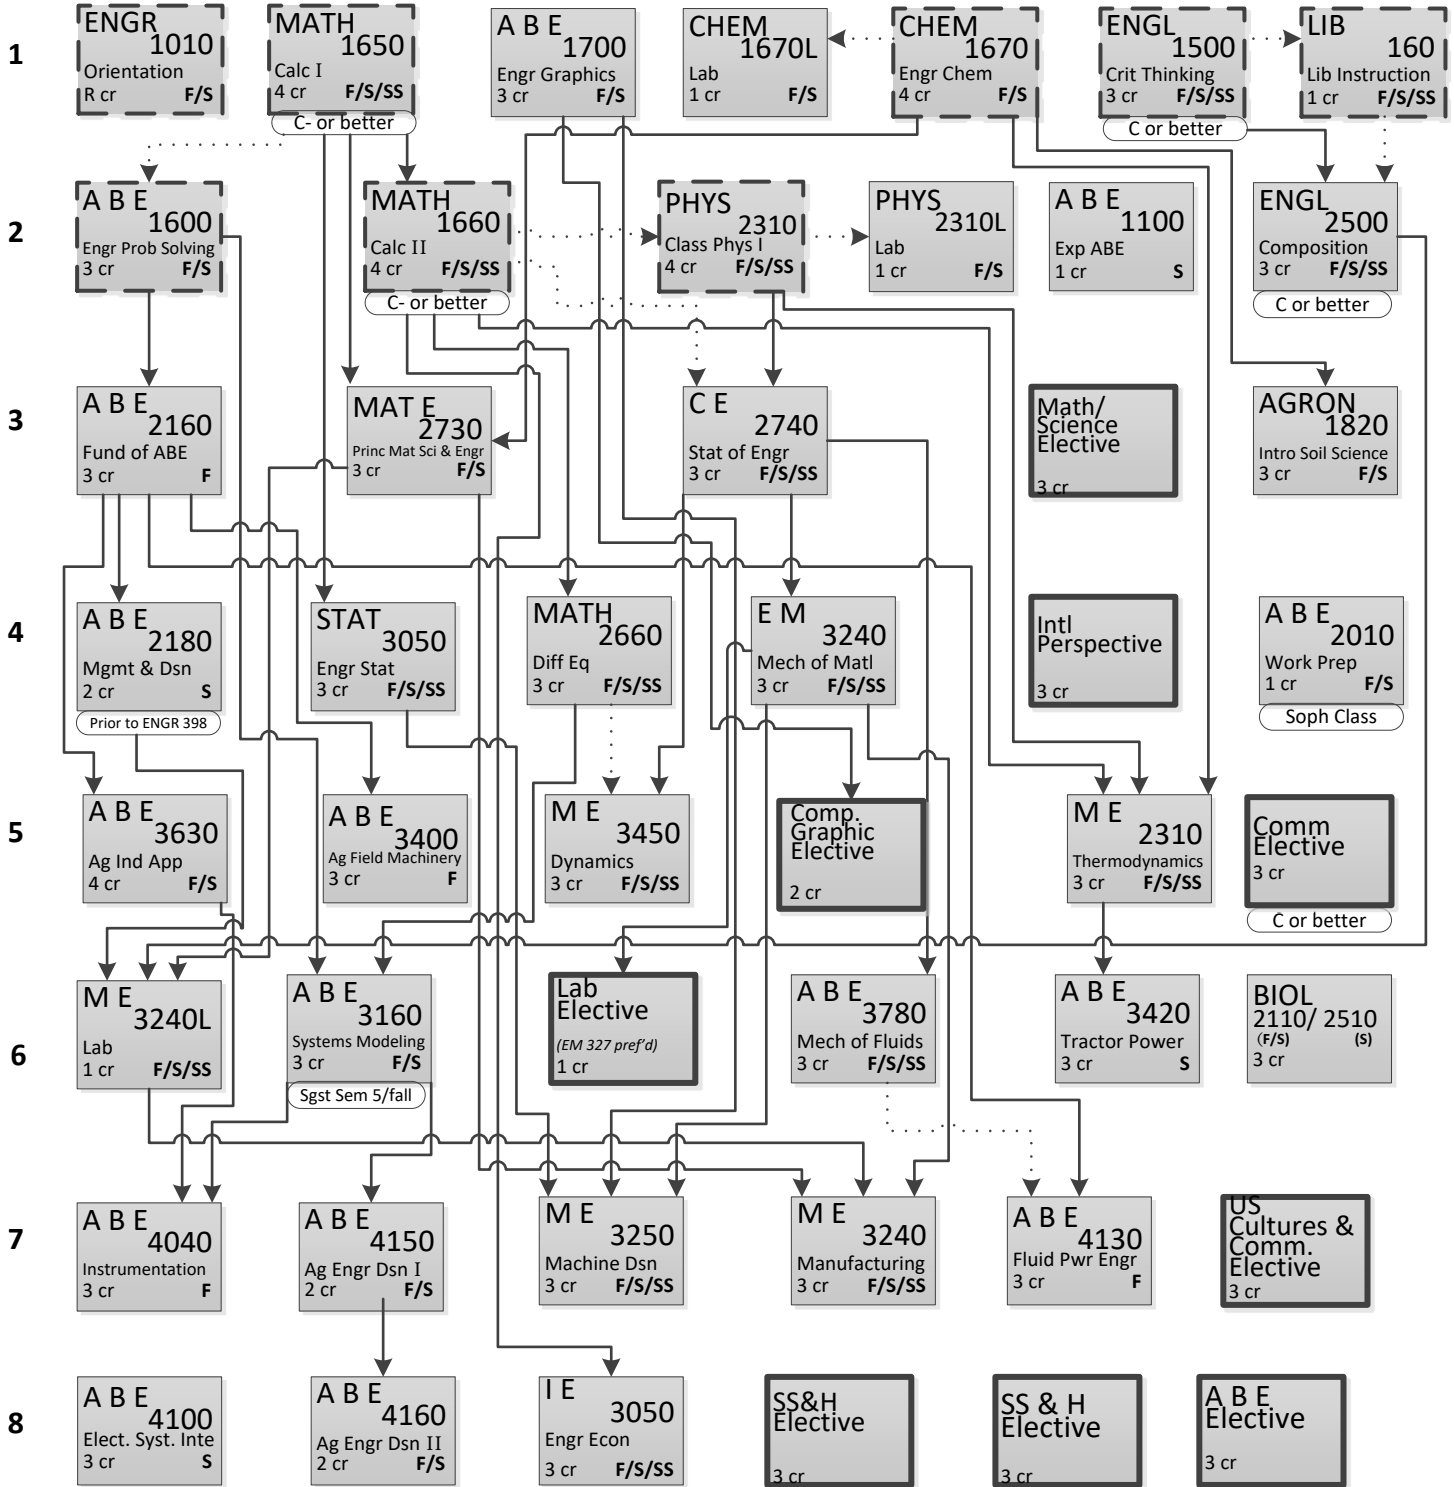 1
ENGR
1010
Orientation
R cr F/S
MATH
1650
Calc I
4 cr F/S/SS
C- or better
A B E
1700
Engr Graphics
3 cr F/S
CHEM
1670L
Lab
1 cr F/S
CHEM
1670
Engr Chem
4 cr F/S
ENGL
1500
Crit Thinking
3 cr F/S/SS
C or better
LIB
160
Lib Instruction
1 cr F/S/SS
2
A B E
1600
Engr Prob Solving
3 cr F/S
MATH
1660
Calc II
4 cr F/S/SS
C- or better
PHYS
2310
Class Phys I
4 cr F/S/SS
PHYS
2310L
Lab
1 cr F/S
A B E
1100
Exp ABE
1 cr S
ENGL
2500
Composition
3 cr F/S/SS
C or better
3
A B E
2160
Fund of ABE
3 cr F
MAT E
2730
Princ Mat Sci & Engr
3 cr F/S
C E
2740
Stat of Engr
3 cr F/S/SS
Math/
Science
Elective
3 cr
AGRON
1820
Intro Soil Science
3 cr F/S
4
A B E
2180
Mgmt & Dsn
2 cr S
Prior to ENGR 398
STAT
3050
Engr Stat
3 cr F/S/SS
MATH
2660
Diff Eq
3 cr F/S/SS
E M
3240
Mech of Matl
3 cr F/S/SS
Intl
Perspective
3 cr
A B E
2010
Work Prep
1 cr F/S
Soph Class
5
A B E
3630
Ag Ind App
4 cr F/S
A B E
3400
Ag Field Machinery
3 cr F
M E
3450
Dynamics
3 cr F/S/SS
Comp.
Graphic
Elective
2 cr
M E
2310
Thermodynamics
3 cr F/S/SS
Comm
Elective
3 cr
C or better
6
M E
3240L
Lab
1 cr F/S/SS
A B E
3160
Systems Modeling
3 cr F/S
Sgst Sem 5/fall
Lab
Elective
(EM 327 pref'd)
1 cr
A B E
3780
Mech of Fluids
3 cr F/S/SS
A B E
3420
Tractor Power
3 cr S
BIOL
2110/ 2510
(F/S) (S)
3 cr
7
A B E
4040
Instrumentation
3 cr F
A B E
4150
Ag Engr Dsn I
2 cr F/S
M E
3250
Machine Dsn
3 cr F/S/SS
M E
3240
Manufacturing
3 cr F/S/SS
A B E
4130
Fluid Pwr Engr
3 cr F
US
Cultures &
Comm.
Elective
3 cr
8
A B E
4100
Elect. Syst. Inte
3 cr S
A B E
4160
Ag Engr Dsn II
2 cr F/S
I E
3050
Engr Econ
3 cr F/S/SS
SS&H
Elective
3 cr
SS & H
Elective
3 cr
A B E
Elective
3 cr